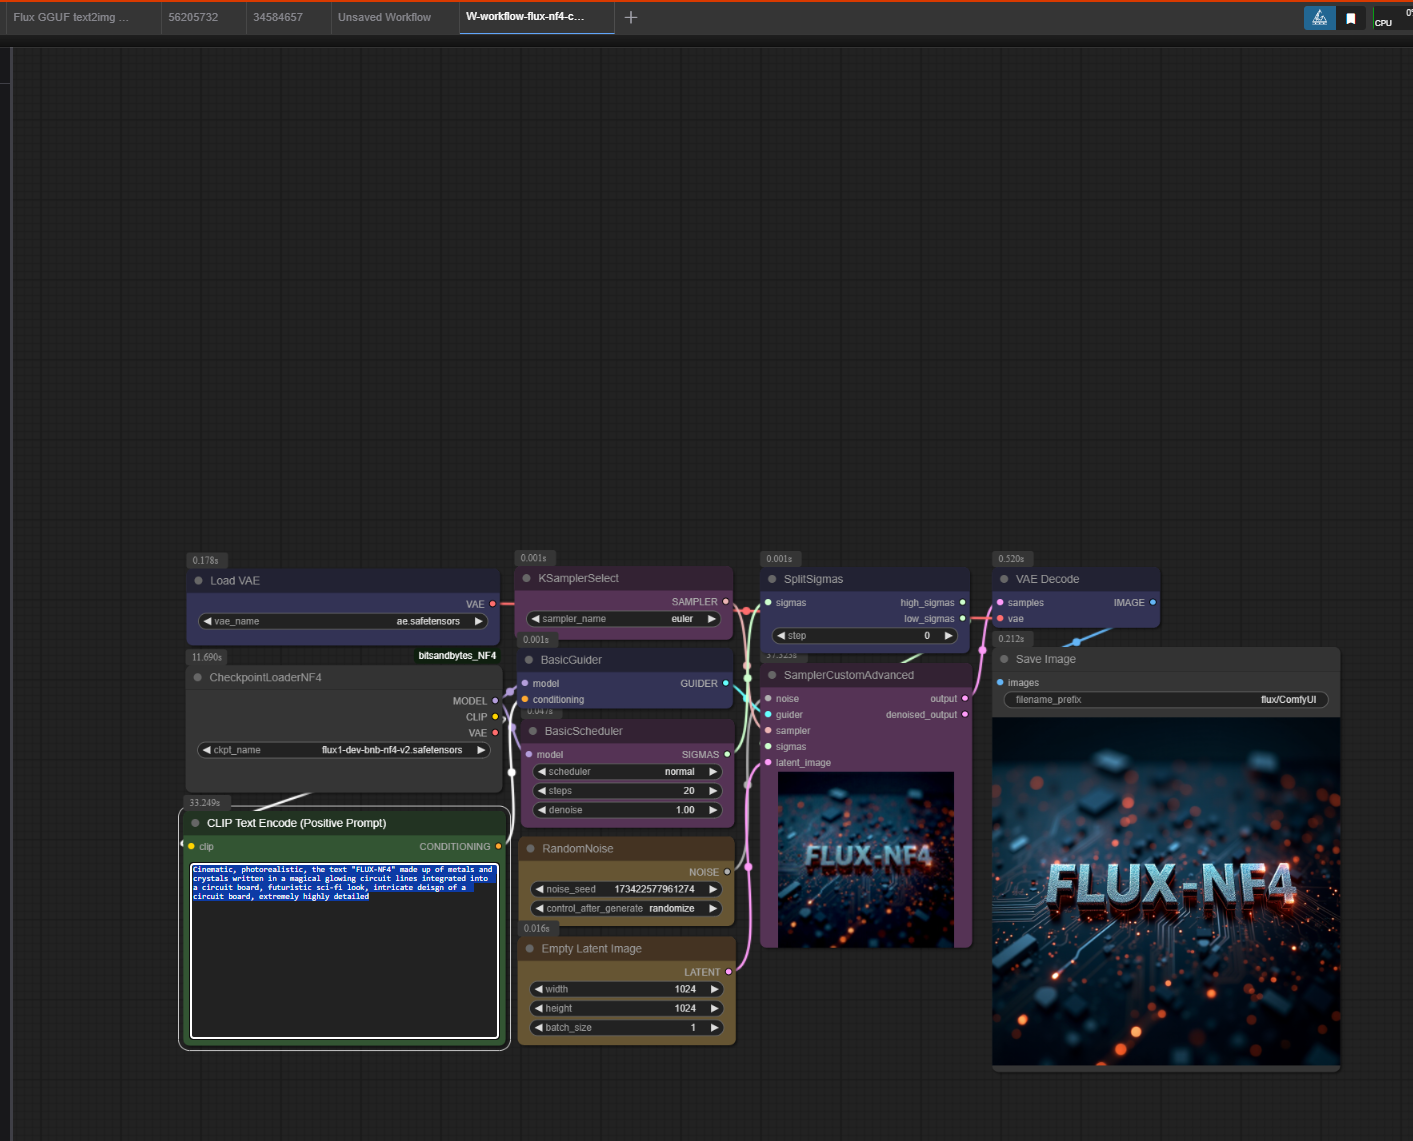 Flux GGUF text2img ...
56205732
34584657
Unsaved Workflow
W-workflow-flux-nf4-c...
CPU
0.178s
Load VAE
VAE
vae_name
ae.safetensors
11.690s
bitsandbytes_NF4
CheckpointLoaderNF4
MODEL
CLIP
VAE
ckpt_name
flux1-dev-bnb-nf4-v2.safetensors
33.249s
CLIP Text Encode (Positive Prompt)
clip
CONDITIONING
Cinematic, photorealistic, the text "FLUX-NF4" made up of metals and
crystals written in a magical glowing circuit lines integrated into
a circuit board, futuristic sci-fi look, intricate deisgn of a
circuit board, extremely highly detailed
0.001s
KSamplerSelect
SAMPLER
sampler_name
euler
0.001s
BasicGuider
model
GUIDER
conditioning
0.047s
BasicScheduler
model
SIGMAS
scheduler
normal
steps
20
denoise
1.00
RandomNoise
NOISE
noise_seed
173422577961274
control_after_generate
randomize
0.016s
Empty Latent Image
LATENT
width
1024
height
1024
batch_size
1
0.001s
SplitSigmas
sigmas
high_sigmas
low_sigmas
step
0
SamplerCustomAdvanced
noise
output
guider
denoised_output
sampler
sigmas
latent_image
FLUX-NF4
0.520s
VAE Decode
samples
IMAGE
vae
0.212s
Save Image
images
filename_prefix
flux/ComfyUI
FLUX-NF4